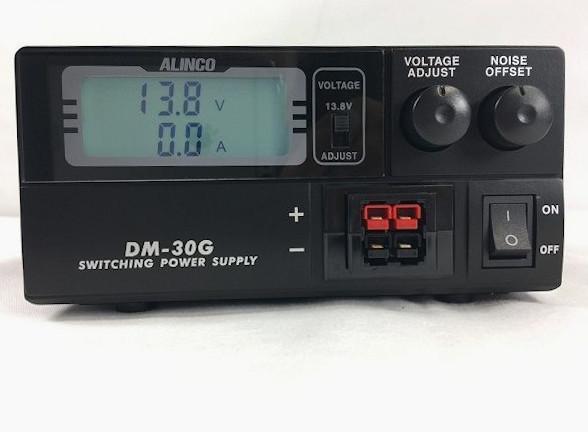 ALINCO
13.8 V
0.0 A
VOLTAGE
13.8V
ADJUST
VOLTAGE
ADJUST
NOISE
OFFSET
+
−
DM-30G
SWITCHING POWER SUPPLY
I
O
ON
OFF